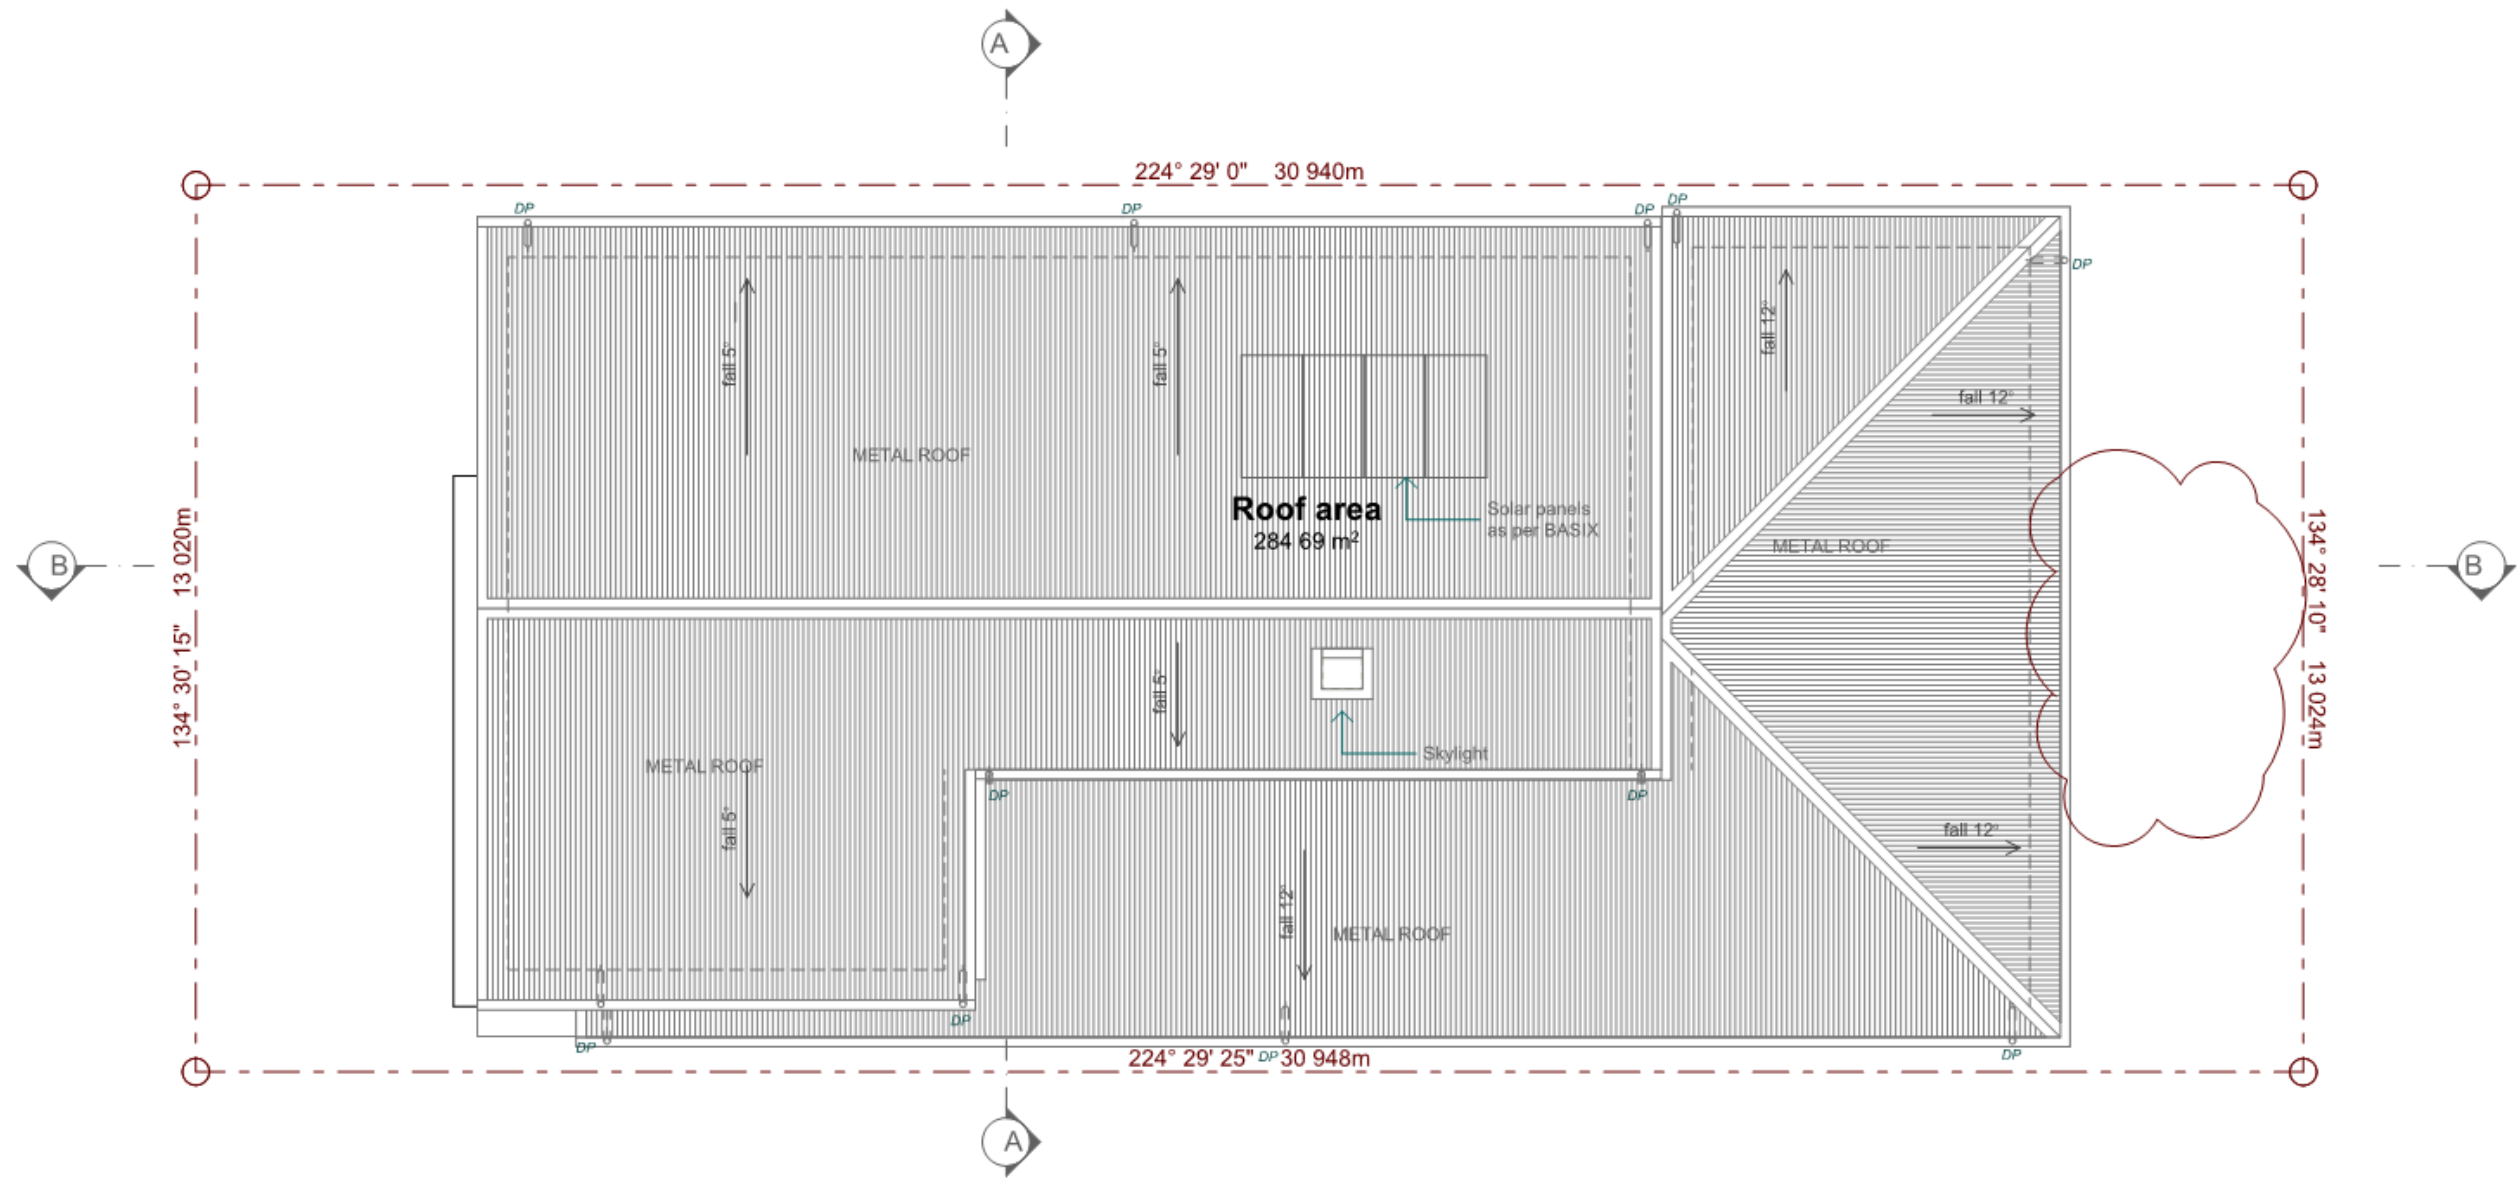 A
224° 29' 0" 30 940m
DP
DP
DP
DP
DP
fall 5°
fall 5°
fall 12°
fall 12°
METAL ROOF
Roof area
284 69 m²
Solar panels
as per BASIX
METAL ROOF
134° 30' 15" 13 020m
134° 28' 10" 13 024m
B
B
fall 5°
Skylight
METAL ROOF
fall 5°
DP
DP
fall 12°
fall 12°
METAL ROOF
DP
DP
224° 29' 25" DP 30 948m
DP
A